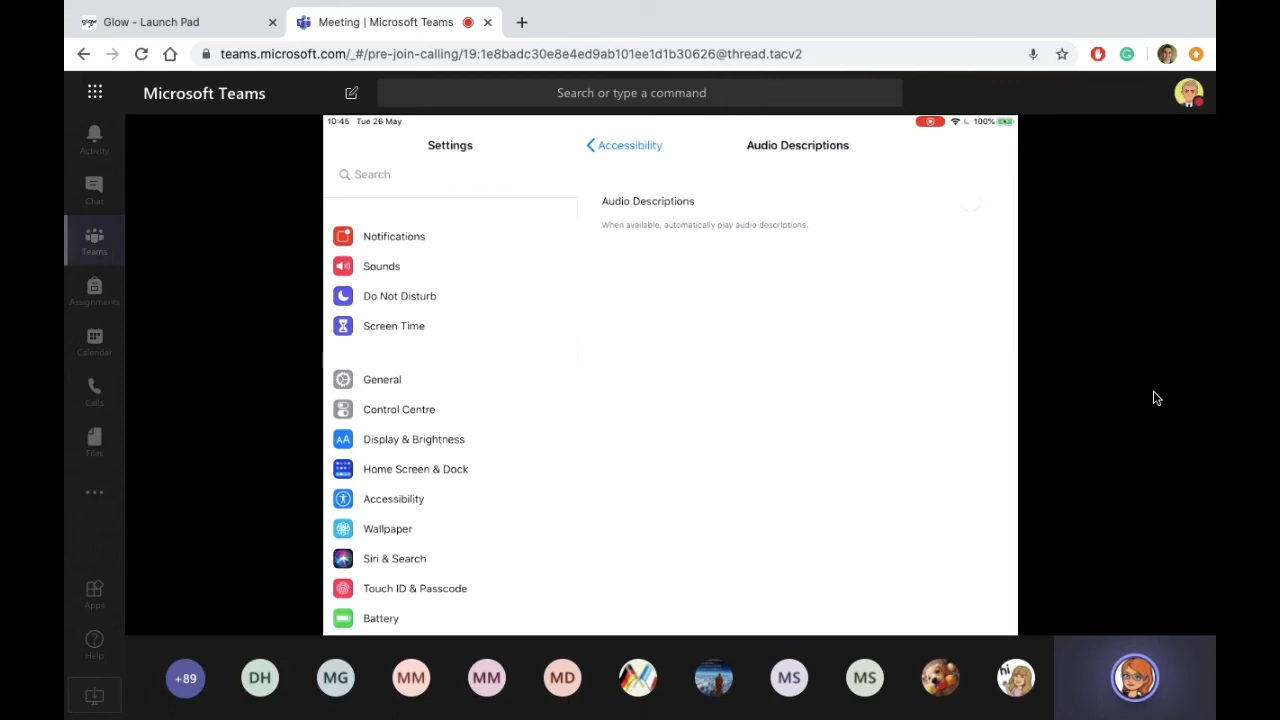 Glow - Launch Pad
Meeting | Microsoft Teams
teams.microsoft.com/_#/pre-join-calling/19:1e8badc30e8e4ed9ab101ee1d1b30626@thread.tacv2
Microsoft Teams
Search or type a command
Activity
Chat
Teams
Assignments
Calendar
Calls
Files
Apps
Help
10:45 Tue 26 May
100%
Settings
Accessibility
Audio Descriptions
Search
Audio Descriptions
When available, automatically play audio descriptions.
Notifications
Sounds
Do Not Disturb
Screen Time
General
Control Centre
AA
Display & Brightness
Home Screen & Dock
Accessibility
Wallpaper
Siri & Search
Touch ID & Passcode
Battery
+89
DH
MG
MM
MM
MD
MS
MS
hi